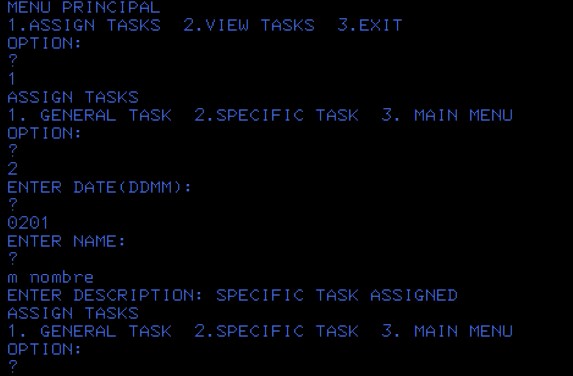 MENU PRINCIPAL
1.ASSIGN TASKS  2.VIEW TASKS  3.EXIT
OPTION:
?
1
ASSIGN TASKS
1. GENERAL TASK  2.SPECIFIC TASK  3. MAIN MENU
OPTION:
?
2
ENTER DATE(DDMM):
?
0201
ENTER NAME:
?
m nombre
ENTER DESCRIPTION: SPECIFIC TASK ASSIGNED
ASSIGN TASKS
1. GENERAL TASK  2.SPECIFIC TASK  3. MAIN MENU
OPTION:
?